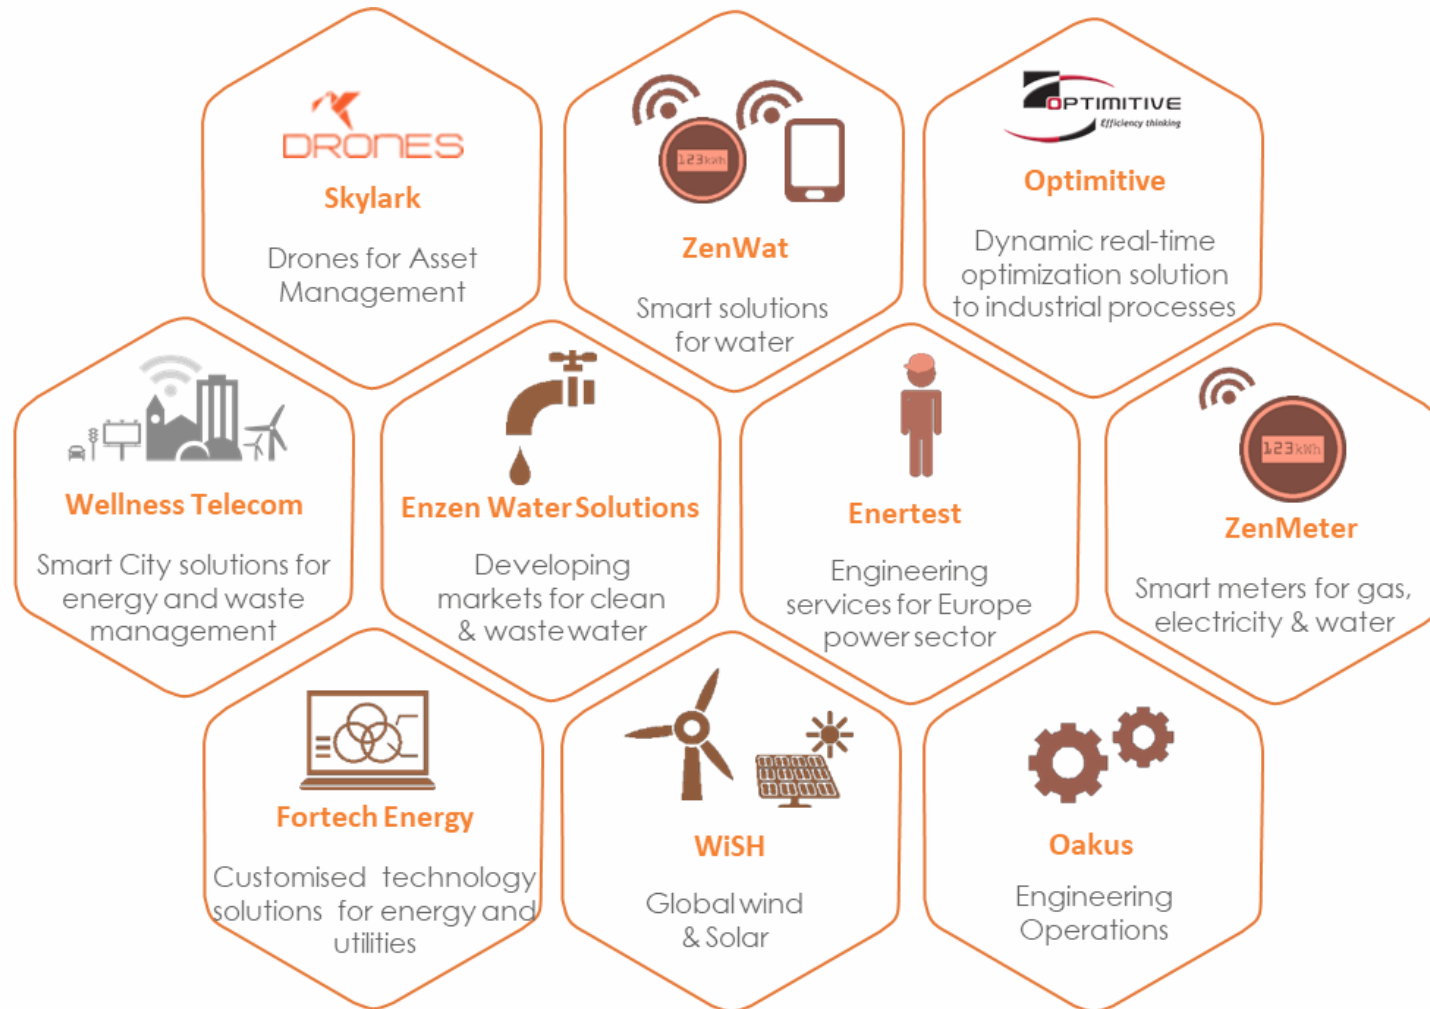 DRONES
Skylark
Drones for Asset
Management
123kWh
ZenWat
Smart solutions
for water
OPTIMITIVE
Efficiency thinking
Optimitive
Dynamic real-time
optimization solution
to industrial processes
Wellness Telecom
Smart City solutions for
energy and waste
management
Enzen Water Solutions
Developing
markets for clean
& waste water
Enertest
Engineering
services for Europe
power sector
123kWh
ZenMeter
Smart meters for gas,
electricity & water
Fortech Energy
Customised technology
solutions for energy and
utilities
WiSH
Global wind
& Solar
Oakus
Engineering
Operations